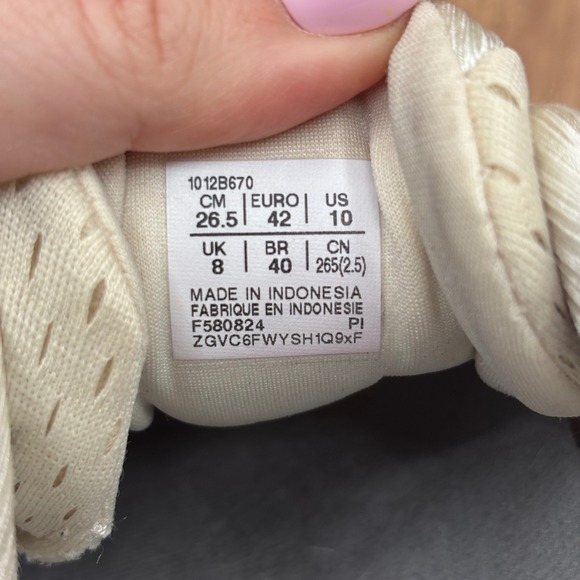 1012B670
CM | EURO | US
26.5 | 42 | 10
UK | BR | CN
8 | 40 | 265(2.5)
MADE IN INDONESIA
FABRIQUE EN INDONESIE
F580824 PI
ZGVC6FWYSH1Q9xF